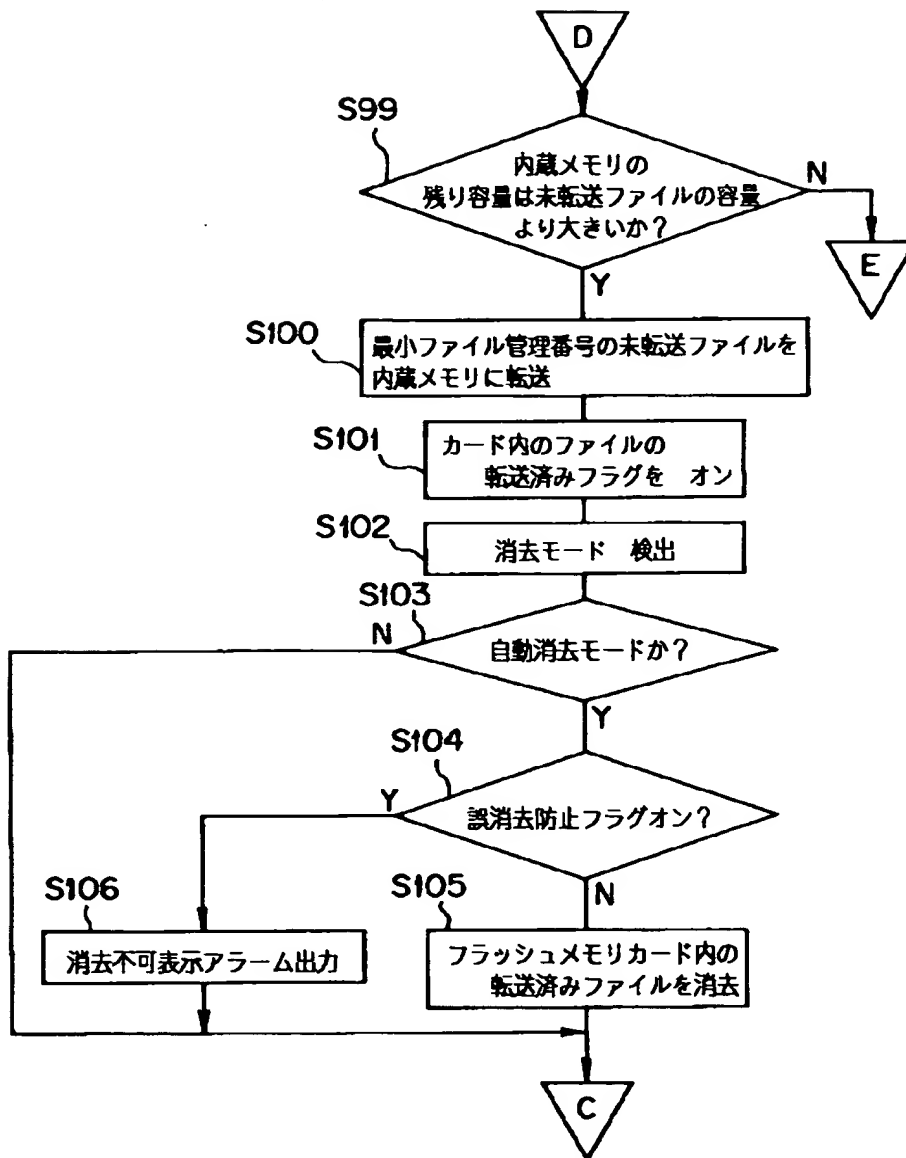 D
S99
内蔵メモリの
残り容量は未転送ファイルの容量
より大きいか?
N
E
Y
S100
最小ファイル管理番号の未転送ファイルを
内蔵メモリに転送
S101
カード内のファイルの
転送済みフラグを オン
S102
消去モード 検出
S103
N
自動消去モードか?
Y
S104
Y
誤消去防止フラグオン?
N
S106
消去不可表示アラーム出力
S105
フラッシュメモリカード内の
転送済みファイルを消去
C